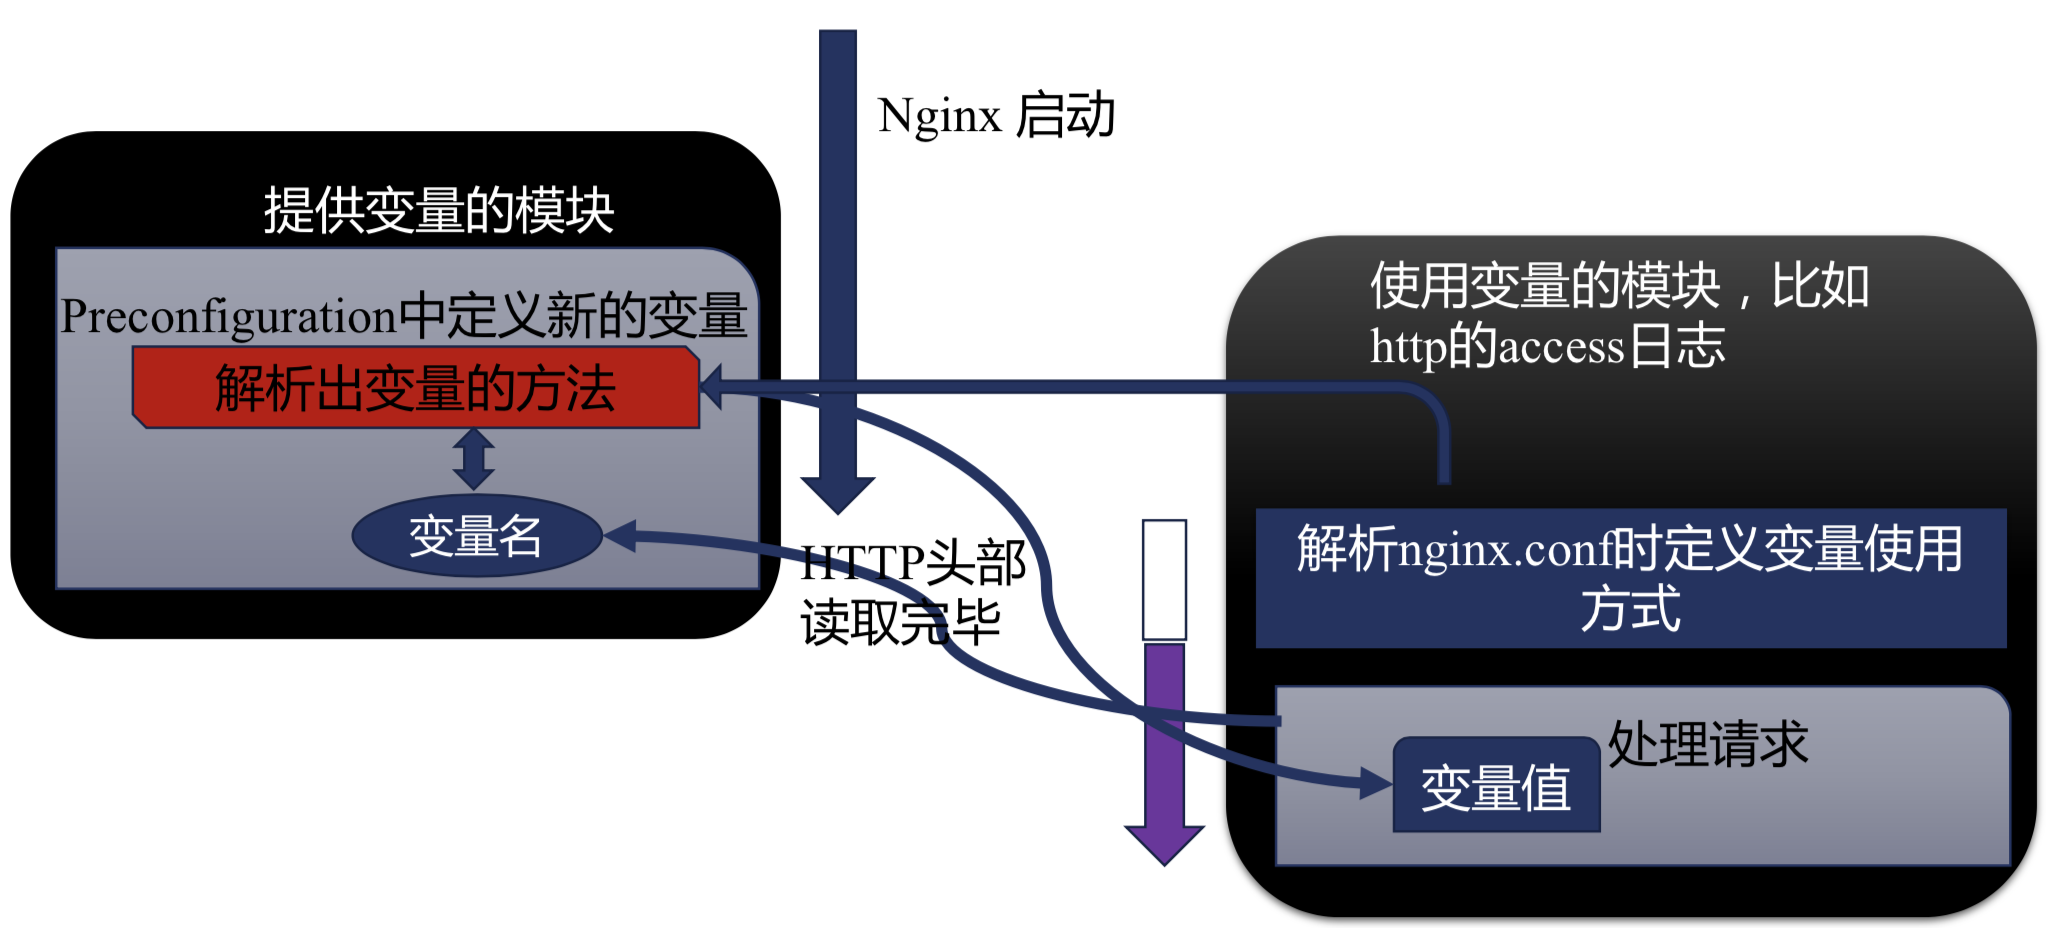 Nginx 启动
提供变量的模块
Preconfiguration中定义新的变量
解析出变量的方法
变量名
HTTP头部
读取完毕
使用变量的模块，比如
http的access日志
解析nginx.conf时定义变量使用
方式
处理请求
变量值